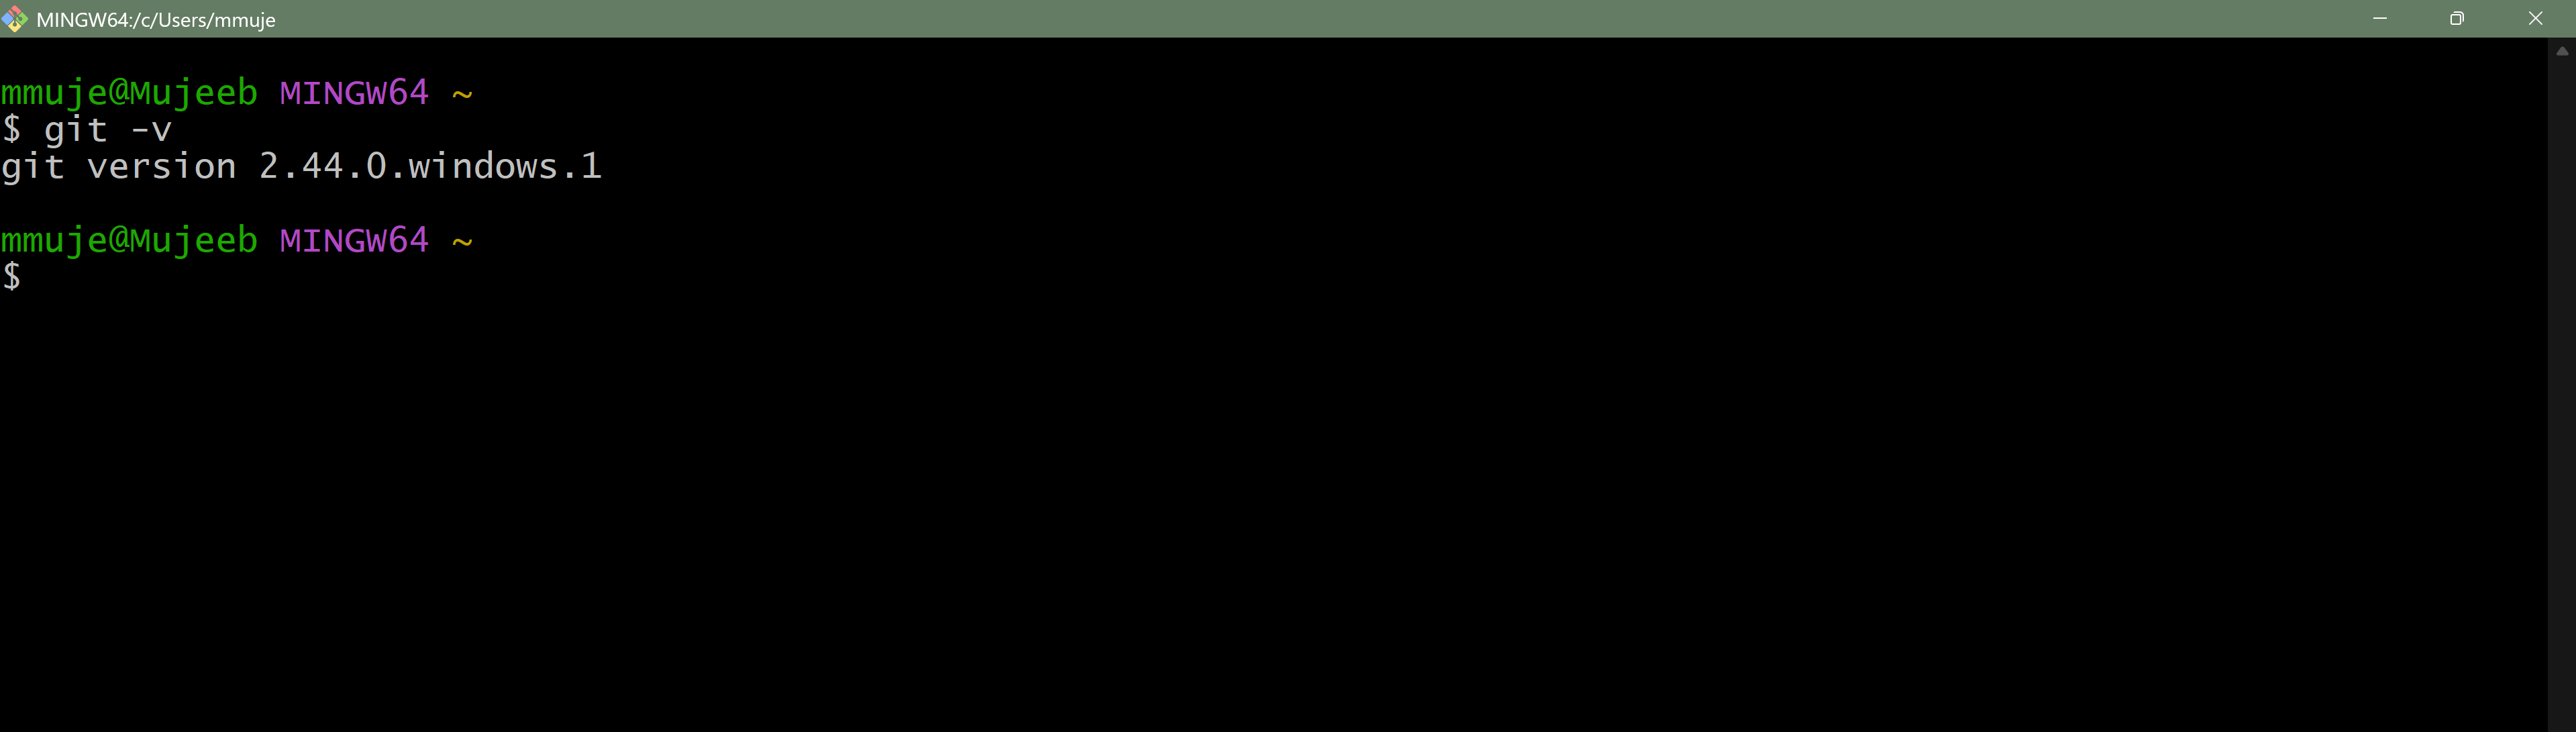 MINGW64:/c/Users/mmuje
mmuje@Mujeeb MINGW64 ~
$ git -v
git version 2.44.0.windows.1
mmuje@Mujeeb MINGW64 ~
$